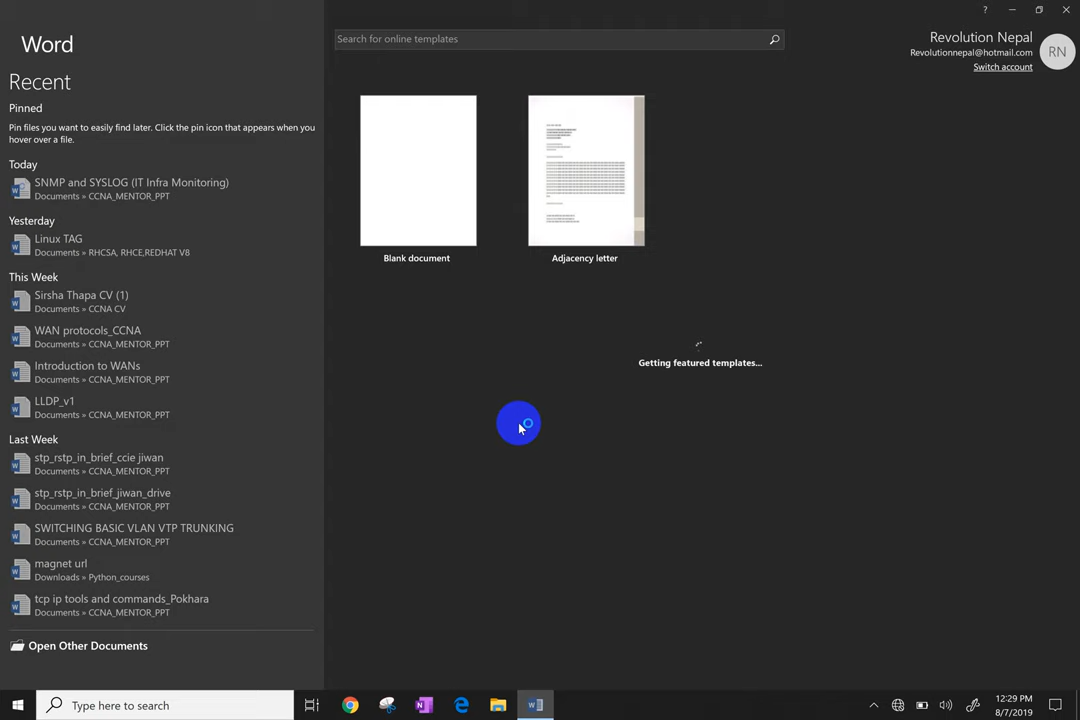 Word
Recent
Pinned
Pin files you want to easily find later. Click the pin icon that appears when you
hover over a file.
Today
SNMP and SYSLOG (IT Infra Monitoring)
Documents » CCNA_MENTOR_PPT
Yesterday
Linux TAG
Documents » RHCSA, RHCE,REDHAT V8
This Week
Sirsha Thapa CV (1)
Documents » CCNA CV
WAN protocols_CCNA
Documents » CCNA_MENTOR_PPT
Introduction to WANs
Documents » CCNA_MENTOR_PPT
LLDP_v1
Documents » CCNA_MENTOR_PPT
Last Week
stp_rstp_in_brief_ccie jiwan
Documents » CCNA_MENTOR_PPT
stp_rstp_in_brief_jiwan_drive
Documents » CCNA_MENTOR_PPT
SWITCHING BASIC VLAN VTP TRUNKING
Documents » CCNA_MENTOR_PPT
magnet url
Downloads » Python_courses
tcp ip tools and commands_Pokhara
Documents » CCNA_MENTOR_PPT
Open Other Documents
Search for online templates
?
Revolution Nepal
Revolutionnepal@hotmail.com
Switch account
RN
Blank document
Adjacency letter
Getting featured templates...
Type here to search
12:29 PM
8/7/2019